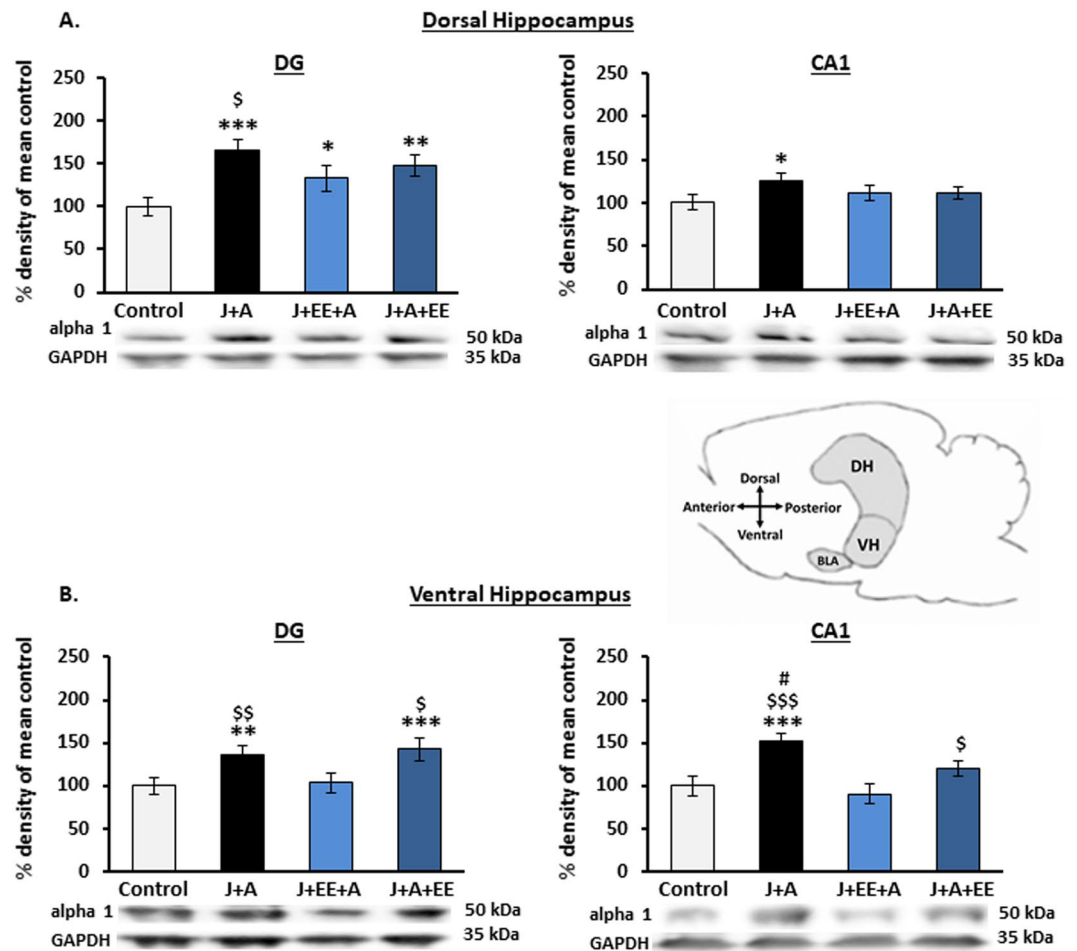 A.
Dorsal Hippocampus
DG
% density of mean control
250
200
150
100
50
0
$
***
*
**
Control J+A J+EE+A J+A+EE
alpha 1 50 kDa
GAPDH 35 kDa
CA1
% density of mean control
250
200
150
100
50
0
*
Control J+A J+EE+A J+A+EE
alpha 1 50 kDa
GAPDH 35 kDa
DH
Dorsal
Anterior Posterior
Ventral
VH
BLA
B.
Ventral Hippocampus
DG
% density of mean control
250
200
150
100
50
0
$$
**
$
***
Control J+A J+EE+A J+A+EE
alpha 1 50 kDa
GAPDH 35 kDa
CA1
% density of mean control
250
200
150
100
50
0
#
$$$
***
$
Control J+A J+EE+A J+A+EE
alpha 1 50 kDa
GAPDH 35 kDa